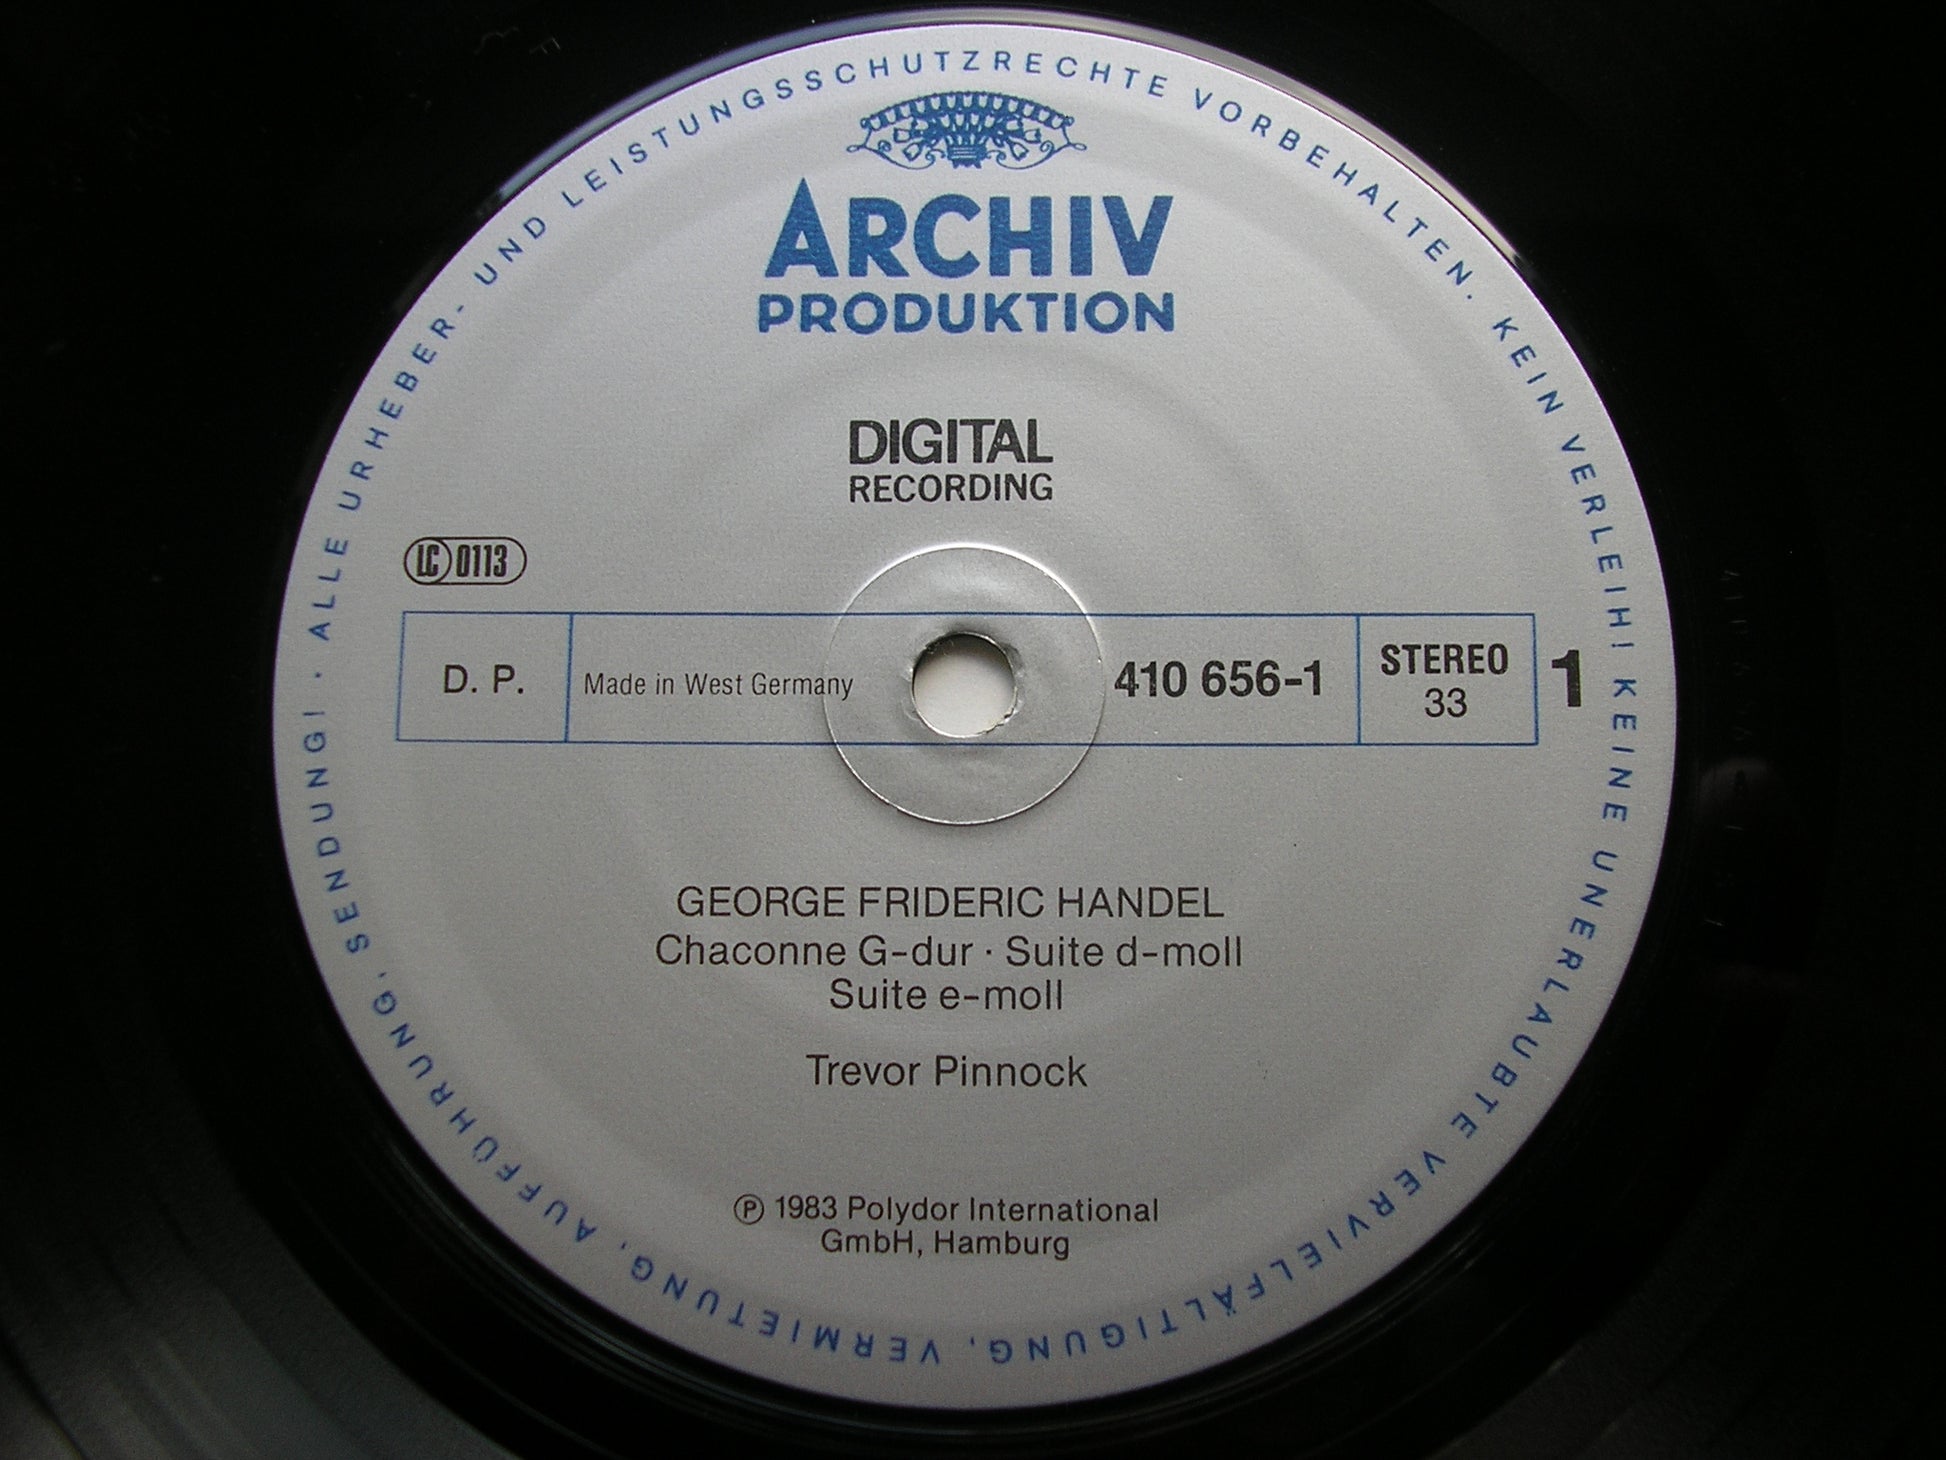 ALLE URHEBER- UND LEISTUNGSSCHUTZRECHTE VORBEHALTEN. KEIN VERLEIH! KEINE UNERLAUBTE VERVIELFÄLTIGUNG, VERMIETUNG, AUFFÜHRUNG, SENDUNG! ·
ARCHIV
PRODUKTION
DIGITAL
RECORDING
LC 0113
D. P.
Made in West Germany
410 656-1
STEREO
33
1
GEORGE FRIDERIC HANDEL
Chaconne G-dur · Suite d-moll
Suite e-moll
Trevor Pinnock
℗ 1983 Polydor International
GmbH, Hamburg